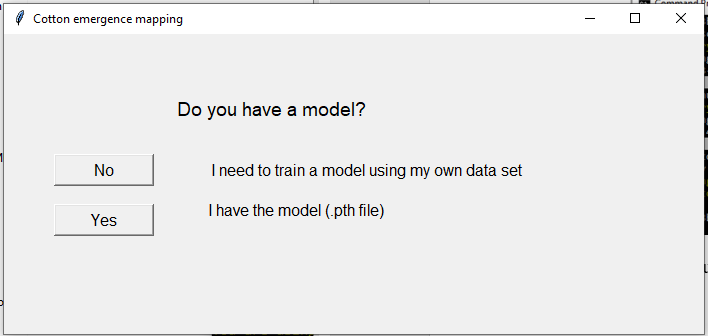 Cotton emergence mapping
Do you have a model?
No
I need to train a model using my own data set
Yes
I have the model (.pth file)